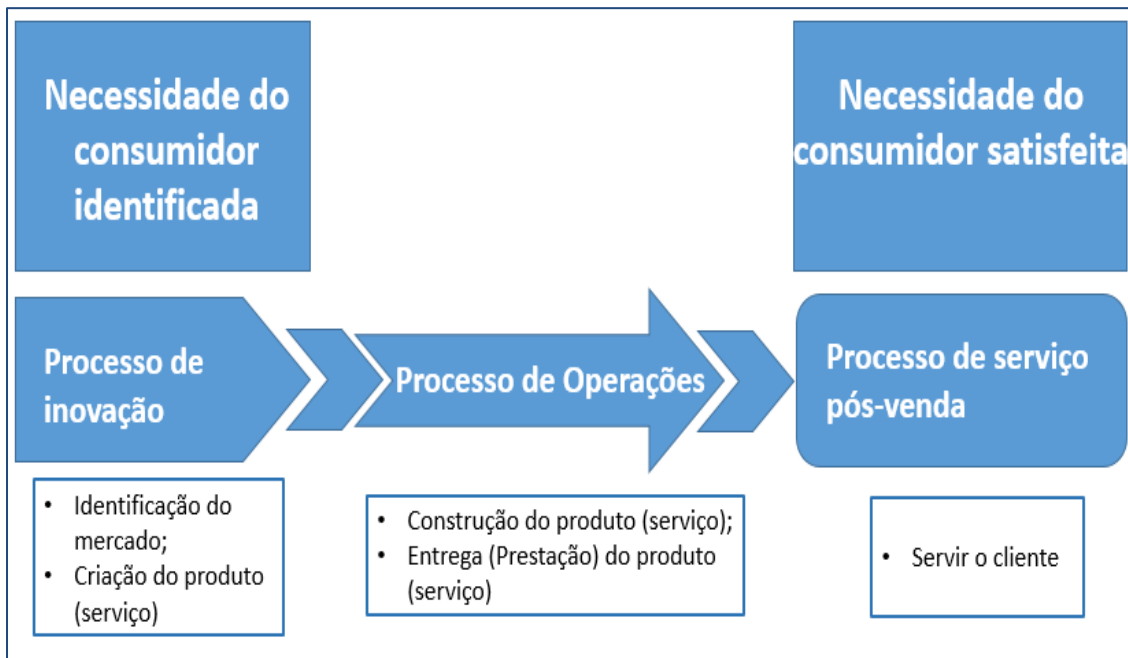 Necessidade do
consumidor
identificada
Necessidade do
consumidor satisfeita
Processo de
inovação
Processo de Operações
Processo de serviço
pós-venda
• Identificação do
mercado;
• Criação do produto
(serviço)
• Construção do produto (serviço);
• Entrega (Prestação) do produto
(serviço)
• Servir o cliente